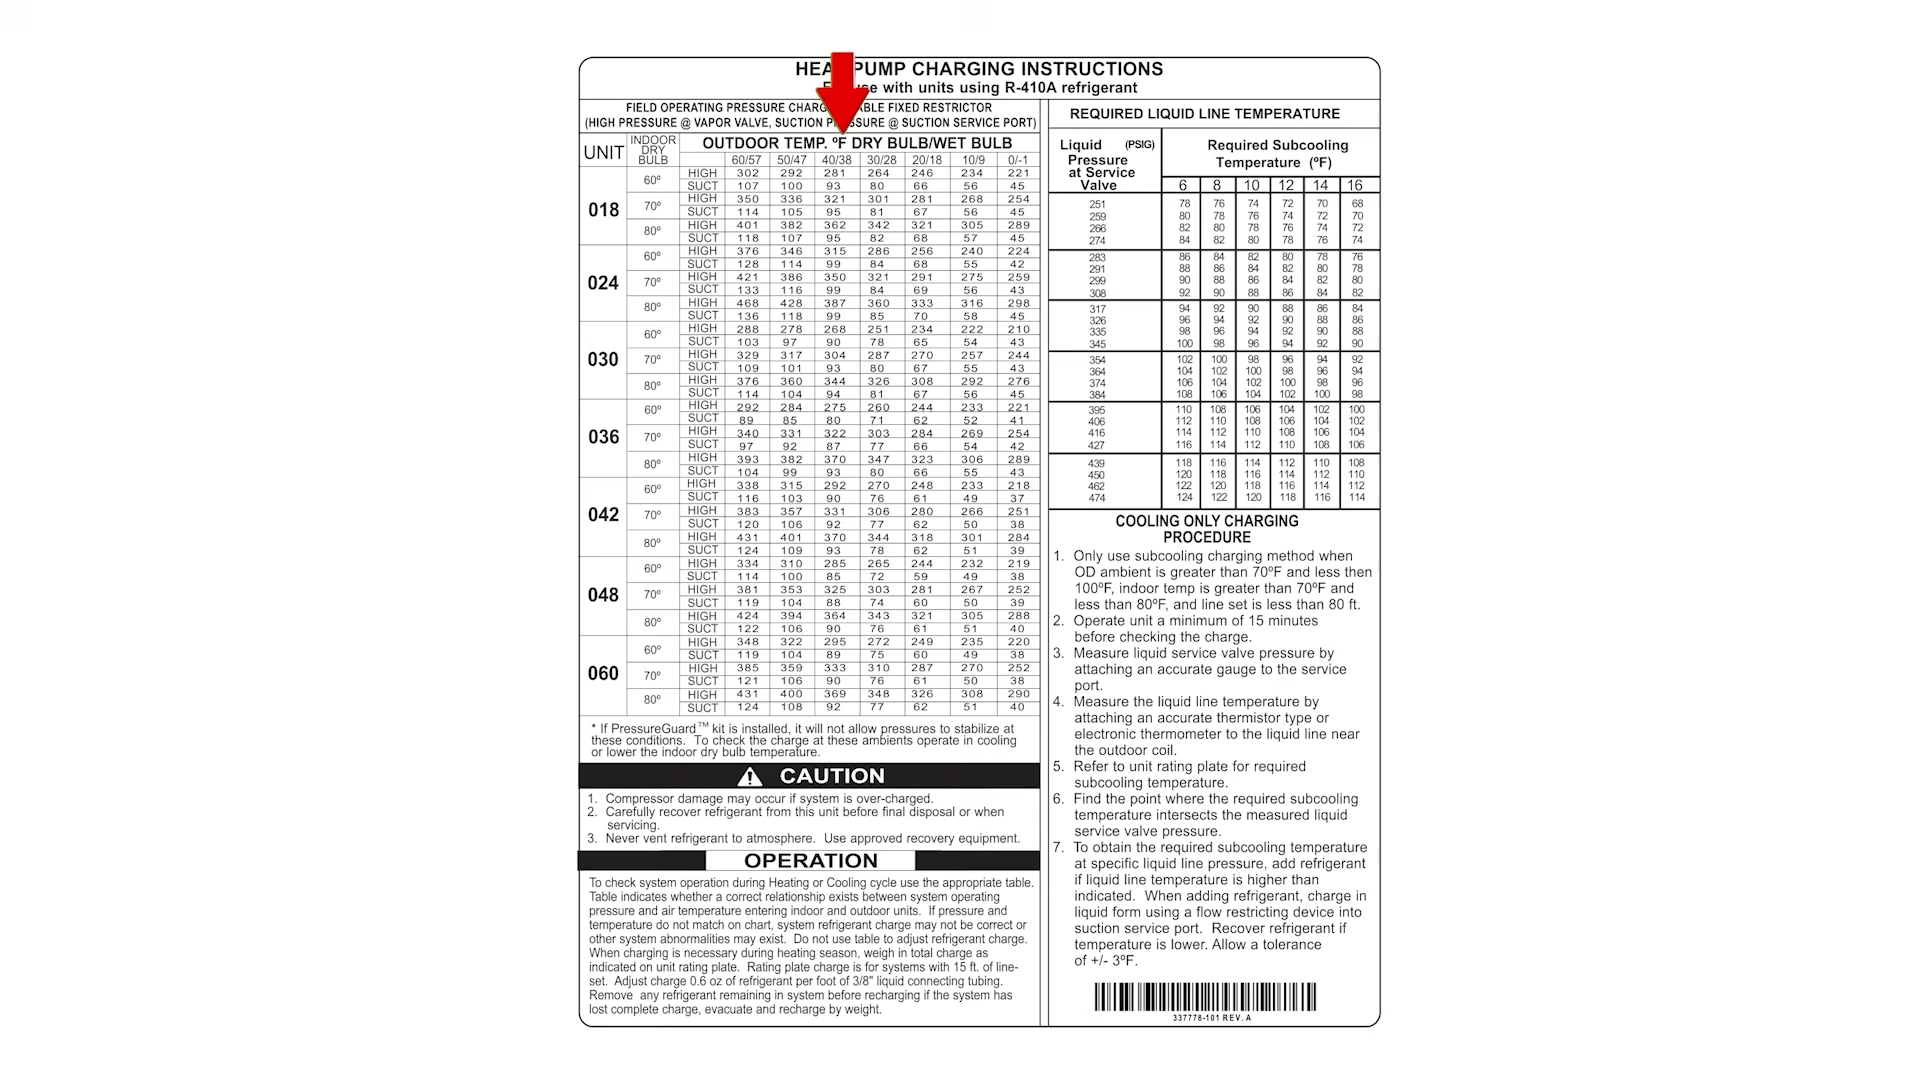 HEA PUMP CHARGING INSTRUCTIONS
se with units using R-410A refrigerant
FIELD OPERATING PRESSURE CHARG ABLE FIXED RESTRICTOR
(HIGH PRESSURE @ VAPOR VALVE, SUCTION P SSURE @ SUCTION SERVICE PORT)
UNIT INDOOR DRY BULB OUTDOOR TEMP. ºF DRY BULB/WET BULB
60/57 50/47 40/38 30/28 20/18 10/9 0/-1
018
60º HIGH 302 292 281 264 246 234 221
SUCT 107 100 93 80 66 56 45
70º HIGH 350 336 321 301 281 268 254
SUCT 114 105 95 81 67 56 45
80º HIGH 401 382 362 342 321 305 289
SUCT 118 107 95 82 68 57 45
024
60º HIGH 376 346 315 286 256 240 224
SUCT 128 114 99 84 68 55 42
70º HIGH 421 386 350 321 291 275 259
SUCT 133 116 99 84 69 56 43
80º HIGH 468 428 387 360 333 316 298
SUCT 136 118 99 85 70 58 45
030
60º HIGH 288 278 268 251 234 222 210
SUCT 103 97 90 78 65 54 43
70º HIGH 329 317 304 287 270 257 244
SUCT 109 101 93 80 67 55 43
80º HIGH 376 360 344 326 308 292 276
SUCT 114 104 94 81 67 56 45
036
60º HIGH 292 284 275 260 244 233 221
SUCT 89 85 80 71 62 52 41
70º HIGH 340 331 322 303 284 269 254
SUCT 97 92 87 77 66 54 42
80º HIGH 393 382 370 347 323 306 289
SUCT 104 99 93 80 66 55 43
042
60º HIGH 338 315 292 270 248 233 218
SUCT 116 103 90 76 61 49 37
70º HIGH 383 357 331 306 280 266 251
SUCT 120 106 92 77 62 50 38
80º HIGH 431 401 370 344 318 301 284
SUCT 124 109 93 78 62 51 39
048
60º HIGH 334 310 285 265 244 232 219
SUCT 114 100 85 72 59 49 38
70º HIGH 381 353 325 303 281 267 252
SUCT 119 104 88 74 60 50 39
80º HIGH 424 394 364 343 321 305 288
SUCT 122 106 90 76 61 51 40
060
60º HIGH 348 322 295 272 249 235 220
SUCT 119 104 89 75 60 49 38
70º HIGH 385 359 333 310 287 270 252
SUCT 121 106 90 76 61 50 38
80º HIGH 431 400 369 348 326 308 290
SUCT 124 108 92 77 62 51 40
* If PressureGuard™ kit is installed, it will not allow pressures to stabilize at
these conditions. To check the charge at these ambients operate in cooling
or lower the indoor dry bulb temperature.
CAUTION
1. Compressor damage may occur if system is over-charged.
2. Carefully recover refrigerant from this unit before final disposal or when
servicing.
3. Never vent refrigerant to atmosphere. Use approved recovery equipment.
OPERATION
To check system operation during Heating or Cooling cycle use the appropriate table.
Table indicates whether a correct relationship exists between system operating
pressure and air temperature entering indoor and outdoor units. If pressure and
temperature do not match on chart, system refrigerant charge may not be correct or
other system abnormalities may exist. Do not use table to adjust refrigerant charge.
When charging is necessary during heating season, weigh in total charge as
indicated on unit rating plate. Rating plate charge is for systems with 15 ft. of line-
set. Adjust charge 0.6 oz of refrigerant per foot of 3/8" liquid connecting tubing.
Remove any refrigerant remaining in system before recharging if the system has
lost complete charge, evacuate and recharge by weight.
REQUIRED LIQUID LINE TEMPERATURE
Liquid (PSIG) Pressure at Service Valve
Required Subcooling
Temperature (ºF)
6 8 10 12 14 16
251 78 76 74 72 70 68
259 80 78 76 74 72 70
266 82 80 78 76 74 72
274 84 82 80 78 76 74
283 86 84 82 80 78 76
291 88 86 84 82 80 78
299 90 88 86 84 82 80
308 92 90 88 86 84 82
317 94 92 90 88 86 84
326 96 94 92 90 88 86
335 98 96 94 92 90 88
345 100 98 96 94 92 90
354 102 100 98 96 94 92
364 104 102 100 98 96 94
374 106 104 102 100 98 96
384 108 106 104 102 100 98
395 110 108 106 104 102 100
406 112 110 108 106 104 102
416 114 112 110 108 106 104
427 116 114 112 110 108 106
439 118 116 114 112 110 108
450 120 118 116 114 112 110
462 122 120 118 116 114 112
474 124 122 120 118 116 114
COOLING ONLY CHARGING
PROCEDURE
1. Only use subcooling charging method when
OD ambient is greater than 70ºF and less then
100ºF, indoor temp is greater than 70ºF and
less than 80ºF, and line set is less than 80 ft.
2. Operate unit a minimum of 15 minutes
before checking the charge.
3. Measure liquid service valve pressure by
attaching an accurate gauge to the service
port.
4. Measure the liquid line temperature by
attaching an accurate thermistor type or
electronic thermometer to the liquid line near
the outdoor coil.
5. Refer to unit rating plate for required
subcooling temperature.
6. Find the point where the required subcooling
temperature intersects the measured liquid
service valve pressure.
7. To obtain the required subcooling temperature
at specific liquid line pressure, add refrigerant
if liquid line temperature is higher than
indicated. When adding refrigerant, charge in
liquid form using a flow restricting device into
suction service port. Recover refrigerant if
temperature is lower. Allow a tolerance
of +/- 3ºF.
337778-101 REV. A